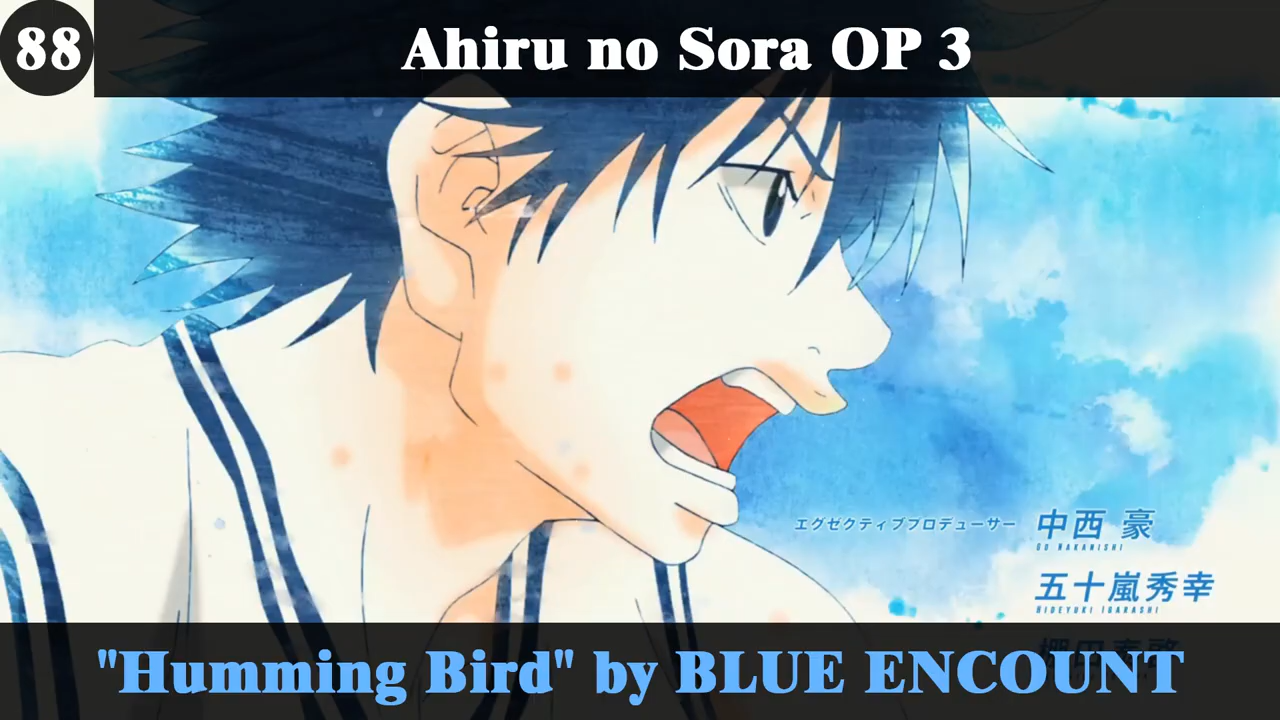 88
Ahiru no Sora OP 3
エグゼクティブプロデューサー 中西 豪
GO NAKANISHI
五十嵐秀幸
HIDEYUKI IGARASHI
"Humming Bird" by BLUE ENCOUNT